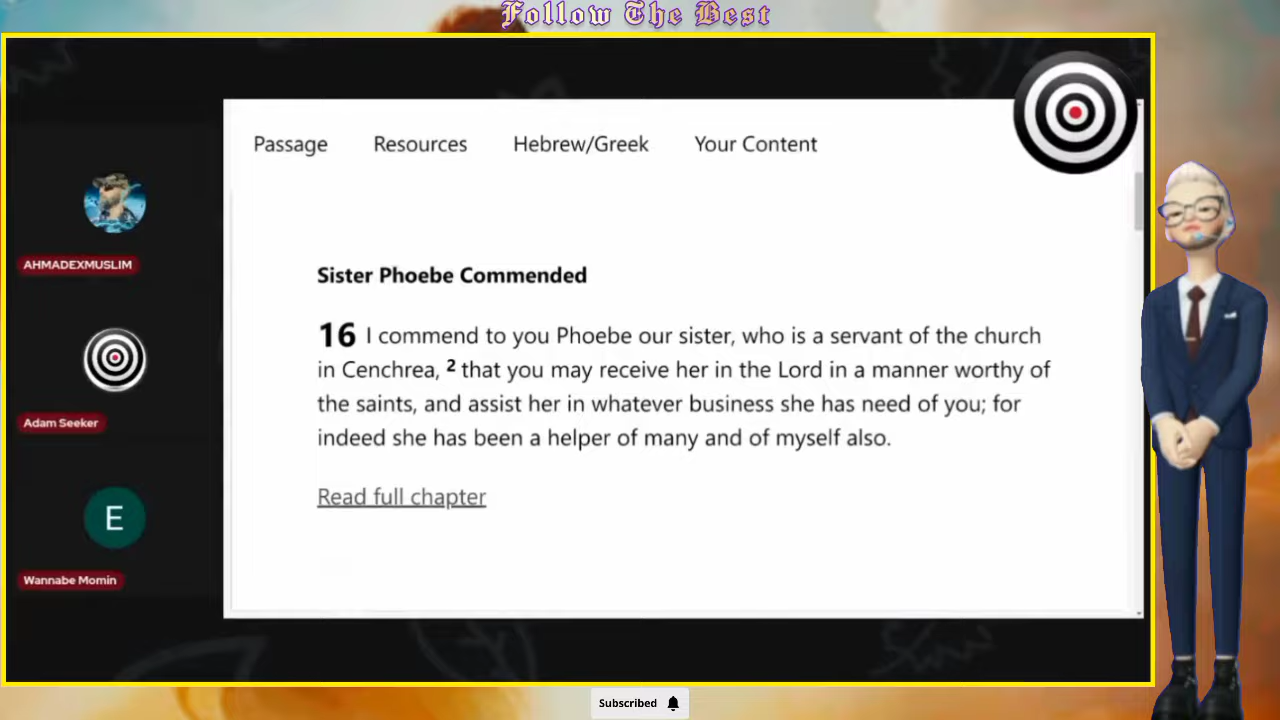 Follow The Best
Passage Resources Hebrew/Greek Your Content
AHMADEXMUSLIM
Adam Seeker
E
Wannabe Momin
Sister Phoebe Commended
16 I commend to you Phoebe our sister, who is a servant of the church
in Cenchrea, 2 that you may receive her in the Lord in a manner worthy of
the saints, and assist her in whatever business she has need of you; for
indeed she has been a helper of many and of myself also.
Read full chapter
Subscribed